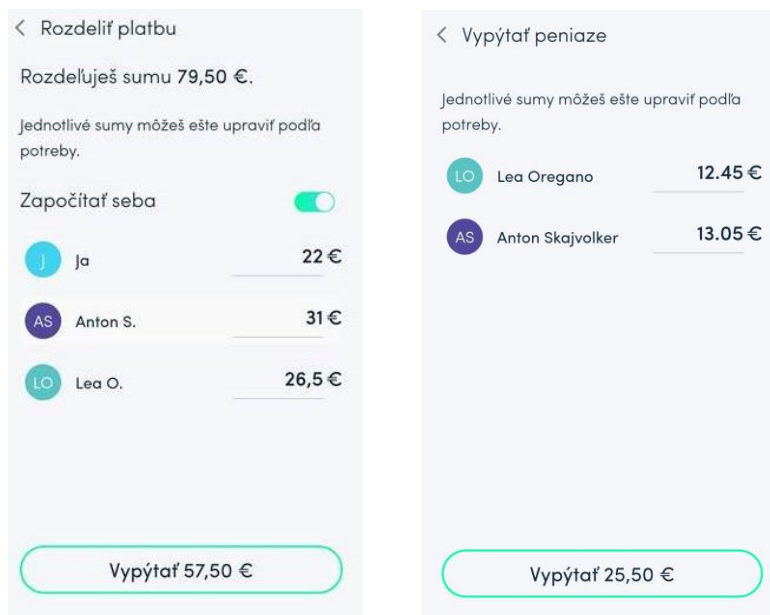 Rozdeliť platbu
Rozdeľuješ sumu 79,50 €.
Jednotlivé sumy môžeš ešte upraviť podľa
potreby.
Započítať seba
J Ja 22 €
AS Anton S. 31 €
LO Lea O. 26,5 €
Vypýtať 57,50 €
Vypýtať peniaze
Jednotlivé sumy môžeš ešte upraviť podľa
potreby.
LO Lea Oregano 12.45 €
AS Anton Skajvolker 13.05 €
Vypýtať 25,50 €